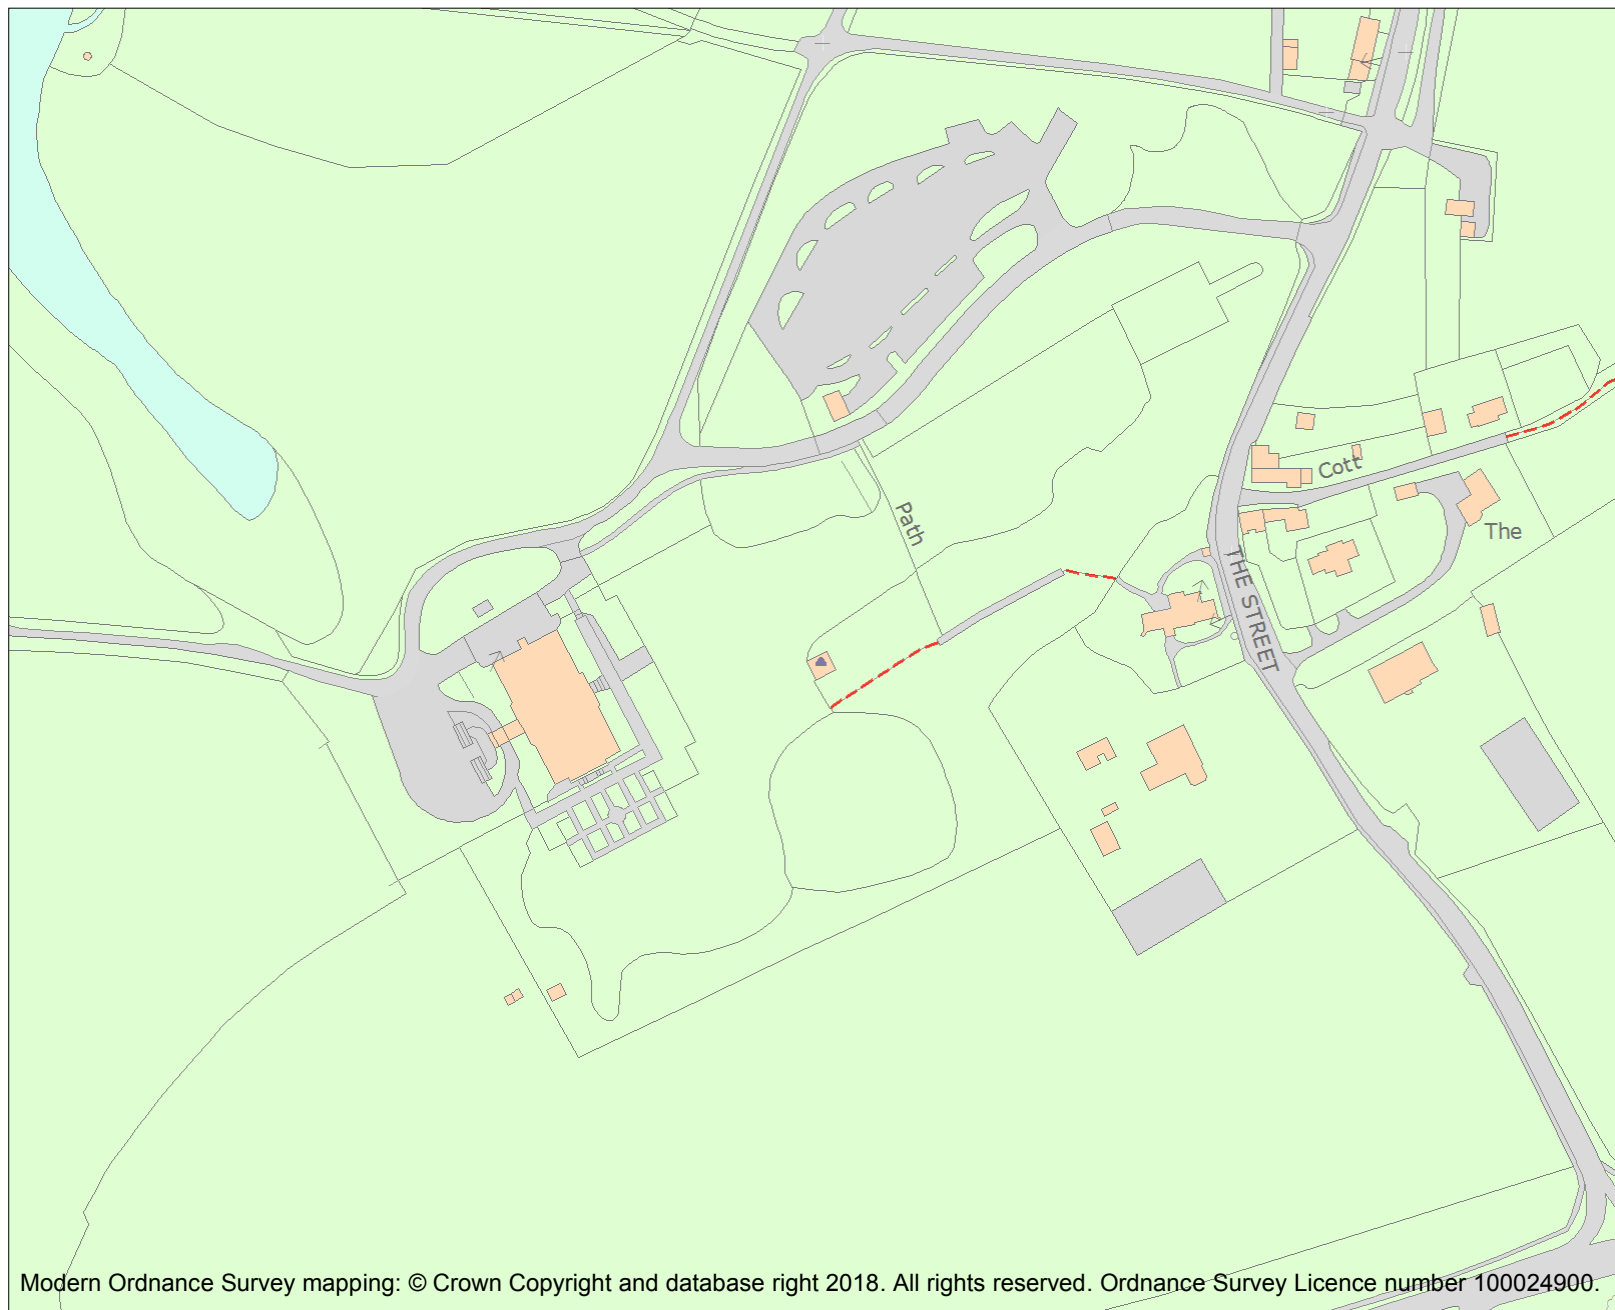 Cott
Path
The
THE STREET
Modern Ordnance Survey mapping: © Crown Copyright and database right 2018. All rights reserved. Ordnance Survey Licence number 100024900.